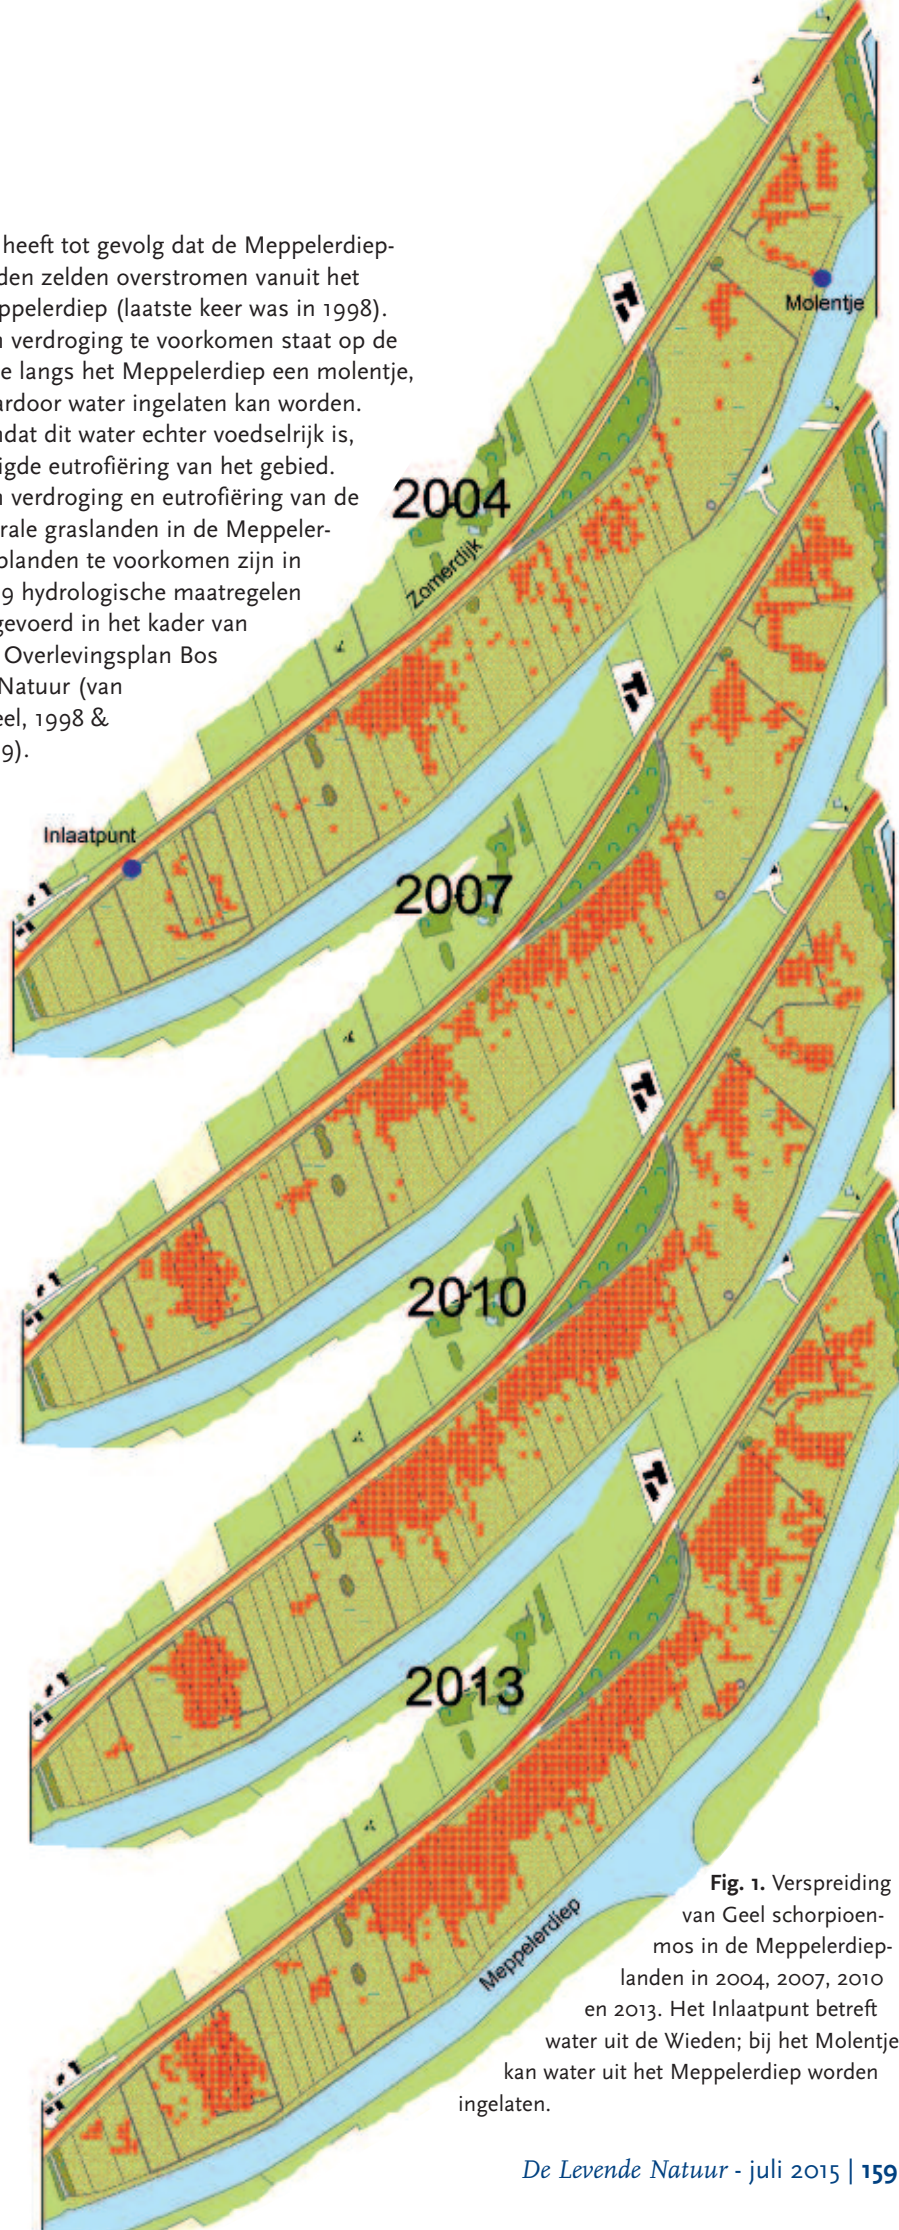 heeft tot gevolg dat de Meppelerdiep-
den zelden overstromen vanuit het
ppelerdiep (laatste keer was in 1998).
verdroging te voorkomen staat op de
e langs het Meppelerdiep een molentje,
ardoor water ingelaten kan worden.
ndat dit water echter voedselrijk is,
igde eutrofiëring van het gebied.
verdroging en eutrofiëring van de
rale graslanden in de Meppeler-
planden te voorkomen zijn in
9 hydrologische maatregelen
gevoerd in het kader van
Overlevingsplan Bos
Natuur (van
eel, 1998 &
9).
Molentje
2004
Zomerdijk
Inlaatpunt
2007
2010
2013
Meppelerdiep
Fig. 1. Verspreiding
van Geel schorpioen-
mos in de Meppelerdiep-
landen in 2004, 2007, 2010
en 2013. Het Inlaatpunt betreft
water uit de Wieden; bij het Molentje
kan water uit het Meppelerdiep worden
ingelaten.
De Levende Natuur - juli 2015 | 159